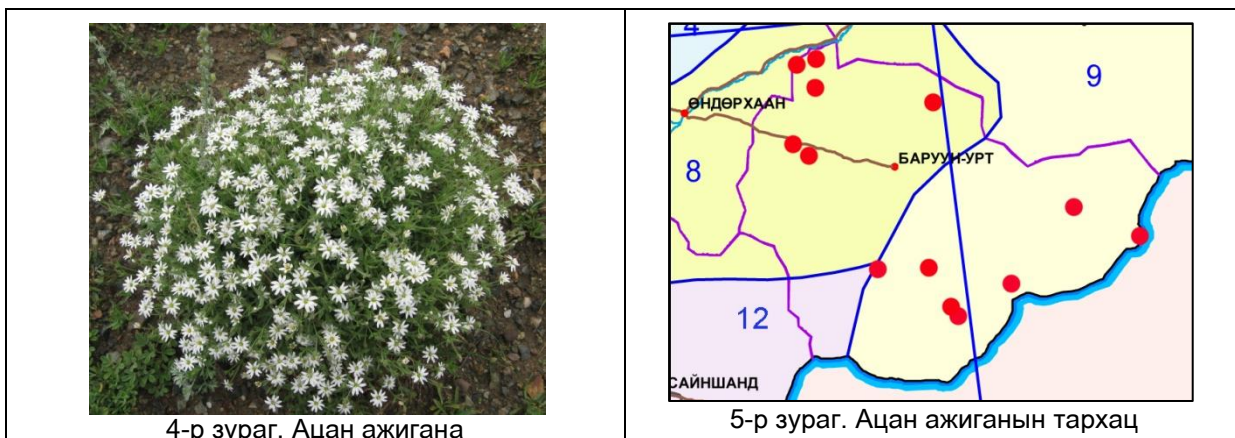 4-р зураг. Ацан ажигана
4
9
ӨНДӨРХААН
БАРУУН-УРТ
8
12
САЙНШАНД
5-р зураг. Ацан ажиганын тархац